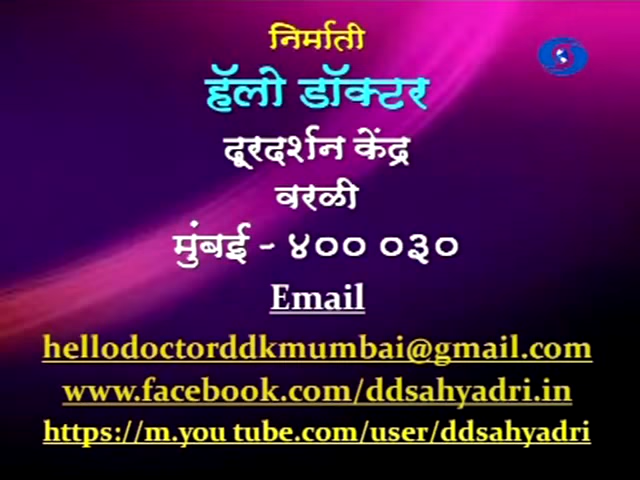 निर्माती
हॅलो डॉक्टर
दूरदर्शन केंद्र
वरळी
मुंबई - ४०० ०३०
Email
hellodoctorddkmumbai@gmail.com
www.facebook.com/ddsahyadri.in
https://m.you tube.com/user/ddsahyadri